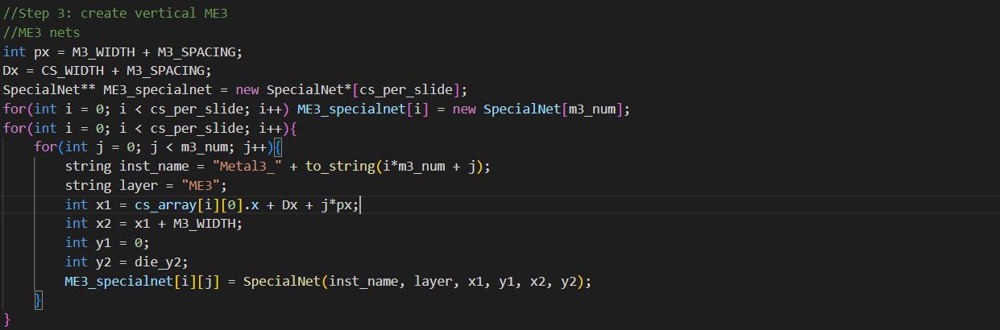 //Step 3: create vertical ME3
//ME3 nets
int px = M3_WIDTH + M3_SPACING;
Dx = CS_WIDTH + M3_SPACING;
SpecialNet** ME3_specialnet = new SpecialNet*[cs_per_slide];
for(int i = 0; i < cs_per_slide; i++) ME3_specialnet[i] = new SpecialNet[m3_num];
for(int i = 0; i < cs_per_slide; i++){
    for(int j = 0; j < m3_num; j++){
        string inst_name = "Metal3_" + to_string(i*m3_num + j);
        string layer = "ME3";
        int x1 = cs_array[i][0].x + Dx + j*px;
        int x2 = x1 + M3_WIDTH;
        int y1 = 0;
        int y2 = die_y2;
        ME3_specialnet[i][j] = SpecialNet(inst_name, layer, x1, y1, x2, y2);
    }
}